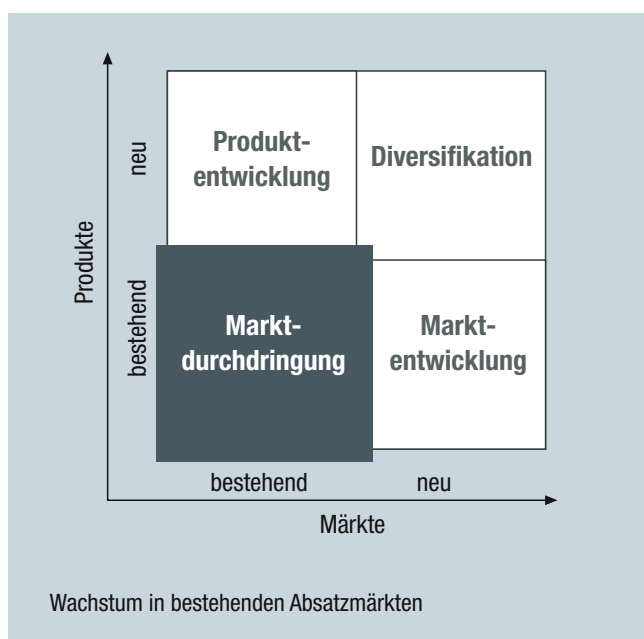 Produkte
neu
bestehend
Produkt-
entwicklung
Diversifikation
Markt-
durchdringung
Markt-
entwicklung
bestehend
neu
Märkte
Wachstum in bestehenden Absatzmärkten